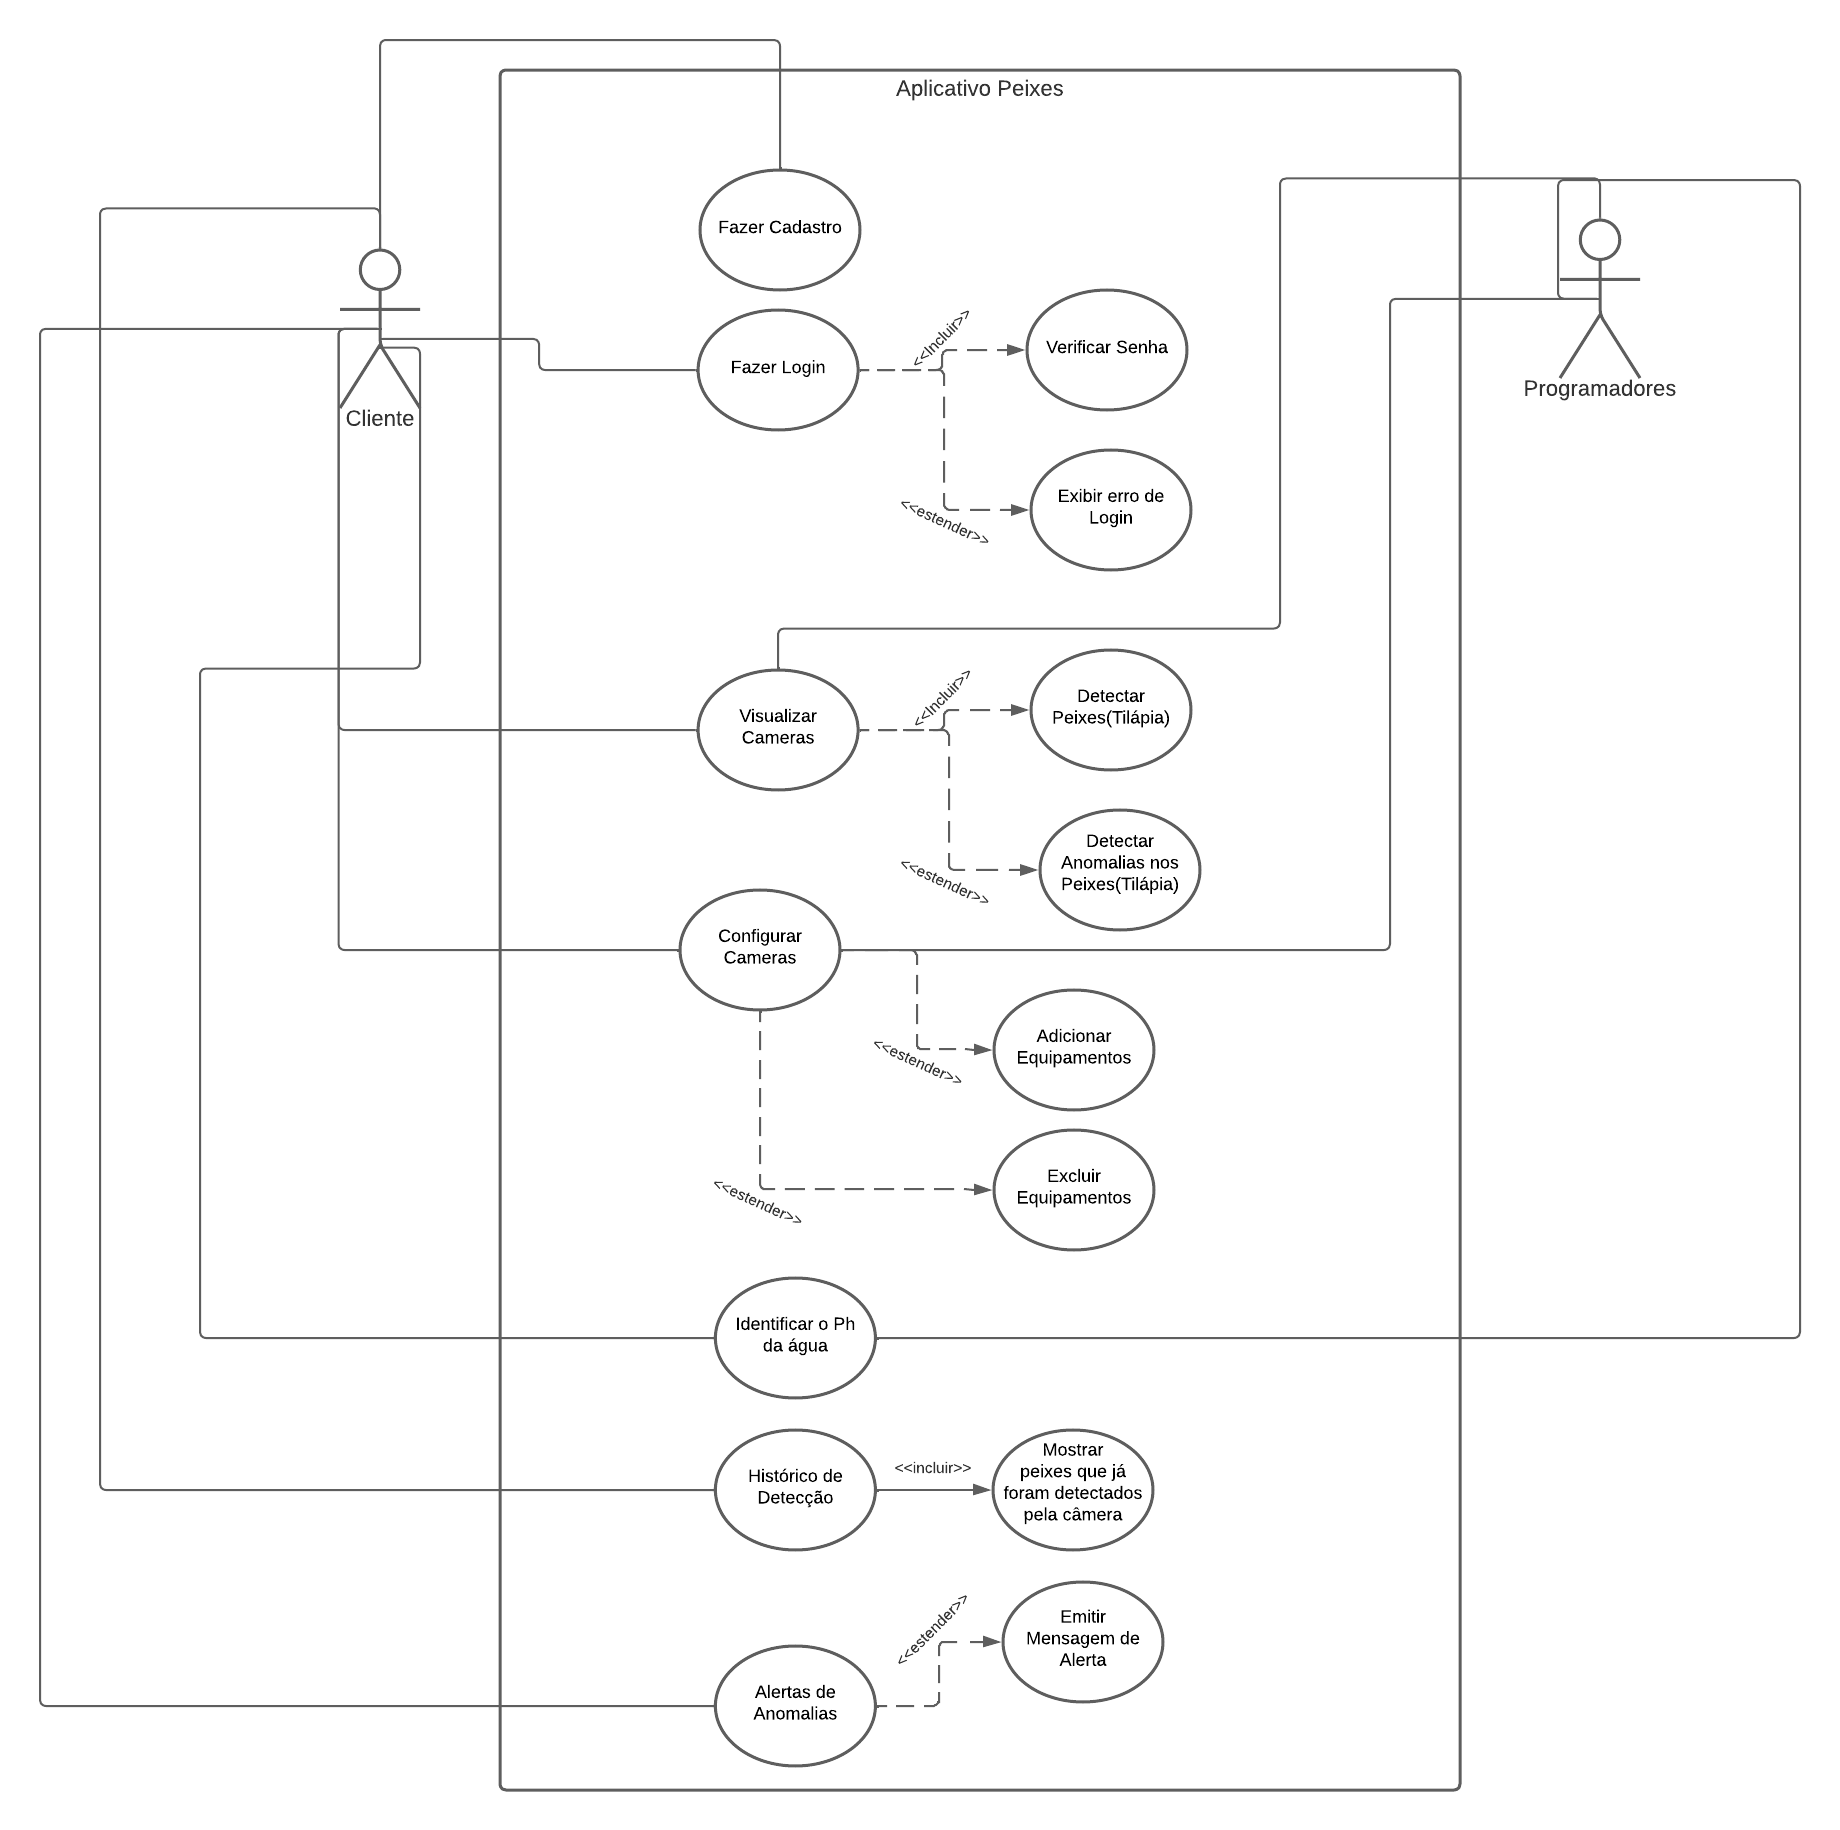 Aplicativo Peixes
Fazer Cadastro
Cliente
Programadores
Fazer Login
<<Incluir>>
Verificar Senha
<<estender>>
Exibir erro de
Login
Visualizar
Cameras
<<Incluir>>
Detectar
Peixes(Tilápia)
<<estender>>
Detectar
Anomalias nos
Peixes(Tilápia)
Configurar
Cameras
<<estender>>
Adicionar
Equipamentos
<<estender>>
Excluir
Equipamentos
Identificar o Ph
da água
Histórico de
Detecção
<<incluir>>
Mostrar
peixes que já
foram detectados
pela câmera
Alertas de
Anomalias
<<estender>>
Emitir
Mensagem de
Alerta